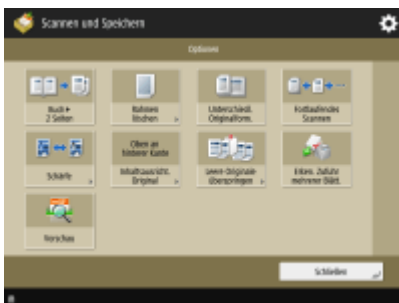 Scannen und Speichern
Optionen
Buch ▸
2 Seiten
Rahmen
löschen
Unterschiedl.
Originalform.
Fortlaufendes
Scannen
Schärfe
Oben an
hinterer Kante
Inhaltsausricht.
Original
Leere Originale
überspringen
Erken. Zufuhr
mehrerer Blätt.
Vorschau
Schließen